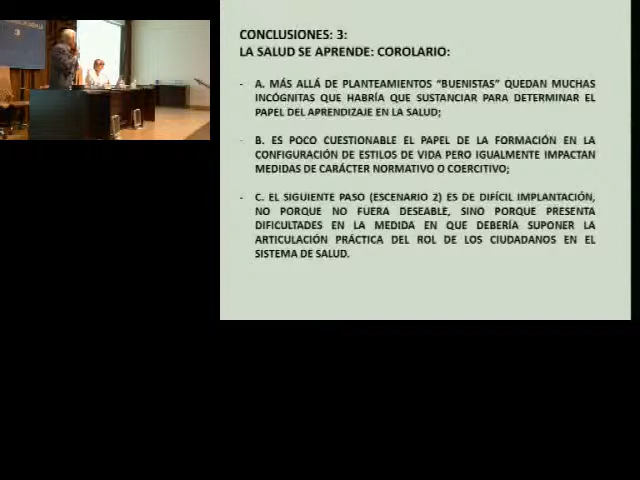 CONCLUSIONES: 3:
LA SALUD SE APRENDE: COROLARIO:
- A. MÁS ALLÁ DE PLANTEAMIENTOS “BUENISTAS” QUEDAN MUCHAS
INCÓGNITAS QUE HABRÍA QUE SUSTANCIAR PARA DETERMINAR EL
PAPEL DEL APRENDIZAJE EN LA SALUD;
- B. ES POCO CUESTIONABLE EL PAPEL DE LA FORMACIÓN EN LA
CONFIGURACIÓN DE ESTILOS DE VIDA PERO IGUALMENTE IMPACTAN
MEDIDAS DE CARÁCTER NORMATIVO O COERCITIVO;
- C. EL SIGUIENTE PASO (ESCENARIO 2) ES DE DIFÍCIL IMPLANTACIÓN,
NO PORQUE NO FUERA DESEABLE, SINO PORQUE PRESENTA
DIFICULTADES EN LA MEDIDA EN QUE DEBERÍA SUPONER LA
ARTICULACIÓN PRÁCTICA DEL ROL DE LOS CIUDADANOS EN EL
SISTEMA DE SALUD.